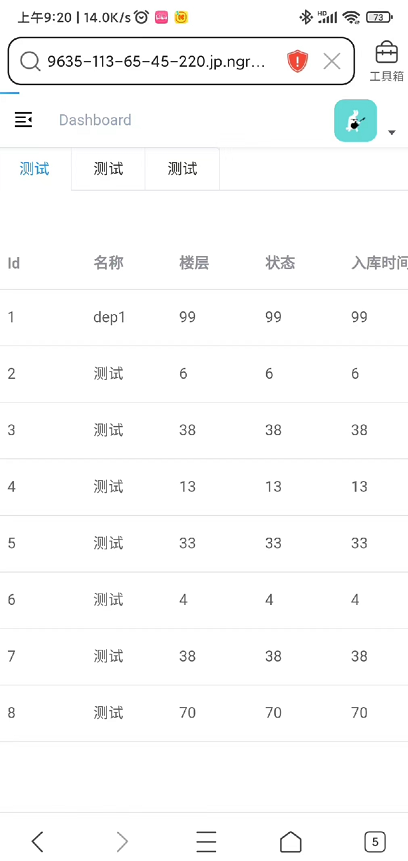 上午9:20 | 14.0K/s HD 73
9635-113-65-45-220.jp.ngr...
工具箱
Dashboard
测试 测试 测试
Id 名称 楼层 状态 入库时间
1 dep1 99 99 99
2 测试 6 6 6
3 测试 38 38 38
4 测试 13 13 13
5 测试 33 33 33
6 测试 4 4 4
7 测试 38 38 38
8 测试 70 70 70
5